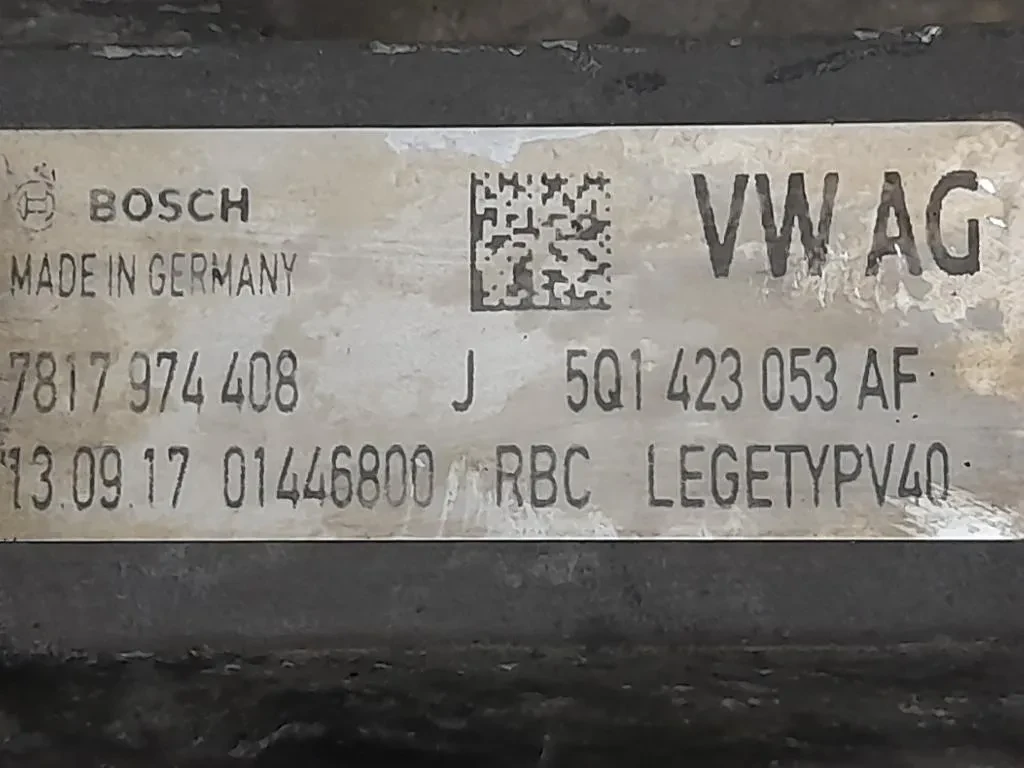 BOSCH
VW AG
MADE IN GERMANY
7817 974 408 J 5Q1 423 053 AF
13.09.17 01446800 RBC LEGETYPV40